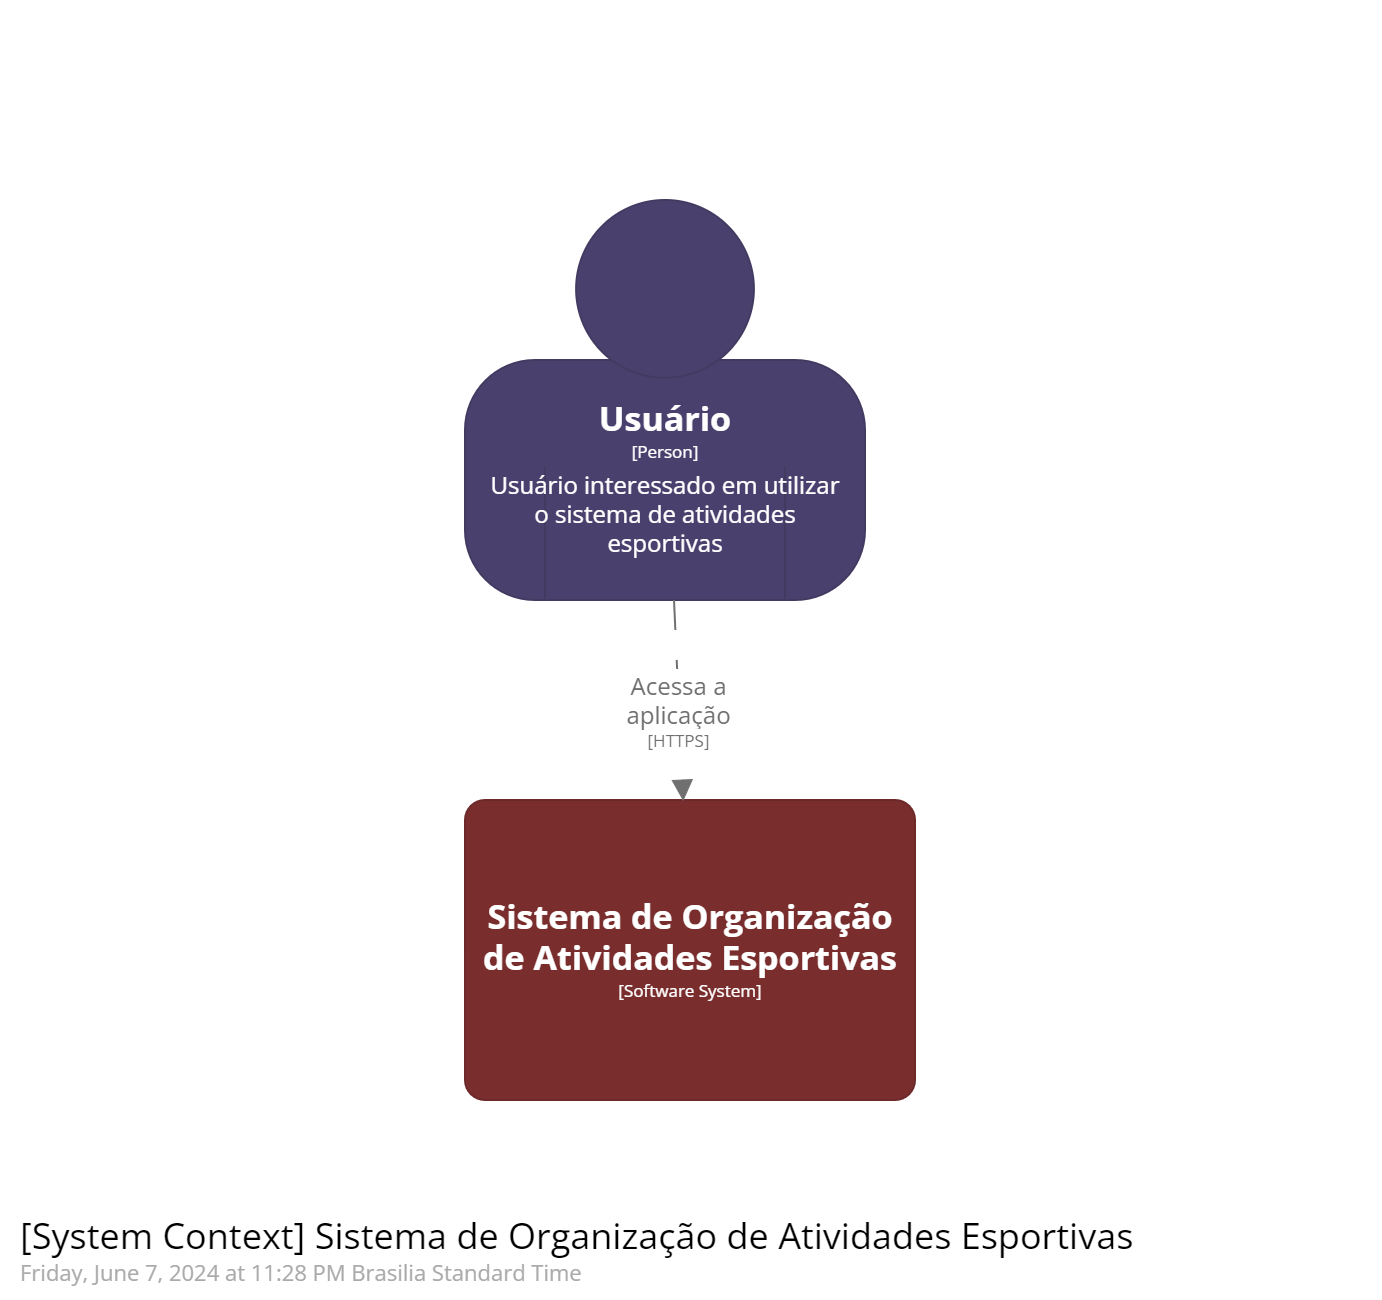 Usuário
[Person]
Usuário interessado em utilizar
o sistema de atividades
esportivas
Acessa a
aplicação
[HTTPS]
Sistema de Organização
de Atividades Esportivas
[Software System]
[System Context] Sistema de Organização de Atividades Esportivas
Friday, June 7, 2024 at 11:28 PM Brasilia Standard Time